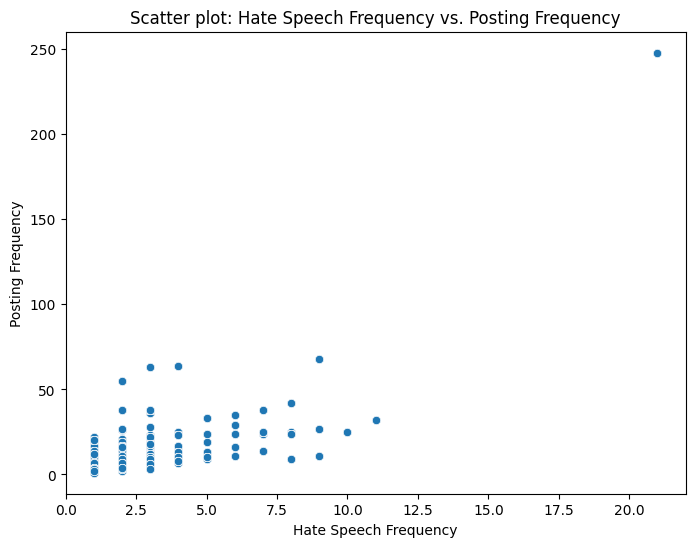 Scatter plot: Hate Speech Frequency vs. Posting Frequency
250
200
150
100
50
0
Posting Frequency
0.0 2.5 5.0 7.5 10.0 12.5 15.0 17.5 20.0
Hate Speech Frequency